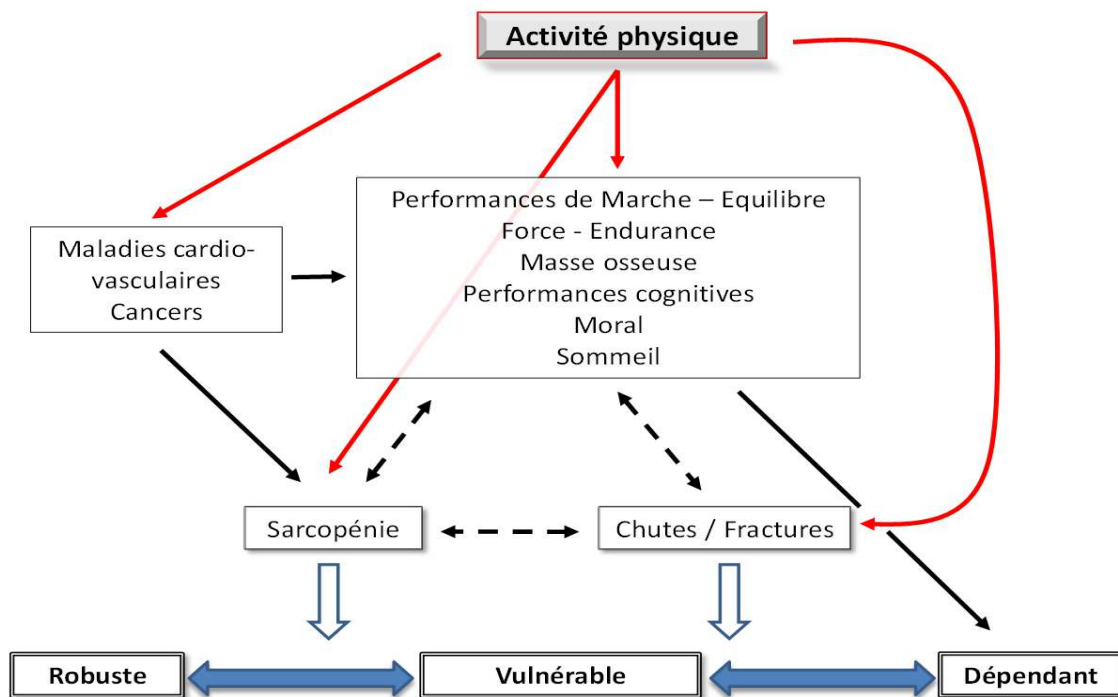 Activité physique
Performances de Marche – Equilibre
Force - Endurance
Masse osseuse
Performances cognitives
Moral
Sommeil
Maladies cardio-
vasculaires
Cancers
Sarcopénie
Chutes / Fractures
Robuste
Vulnérable
Dépendant